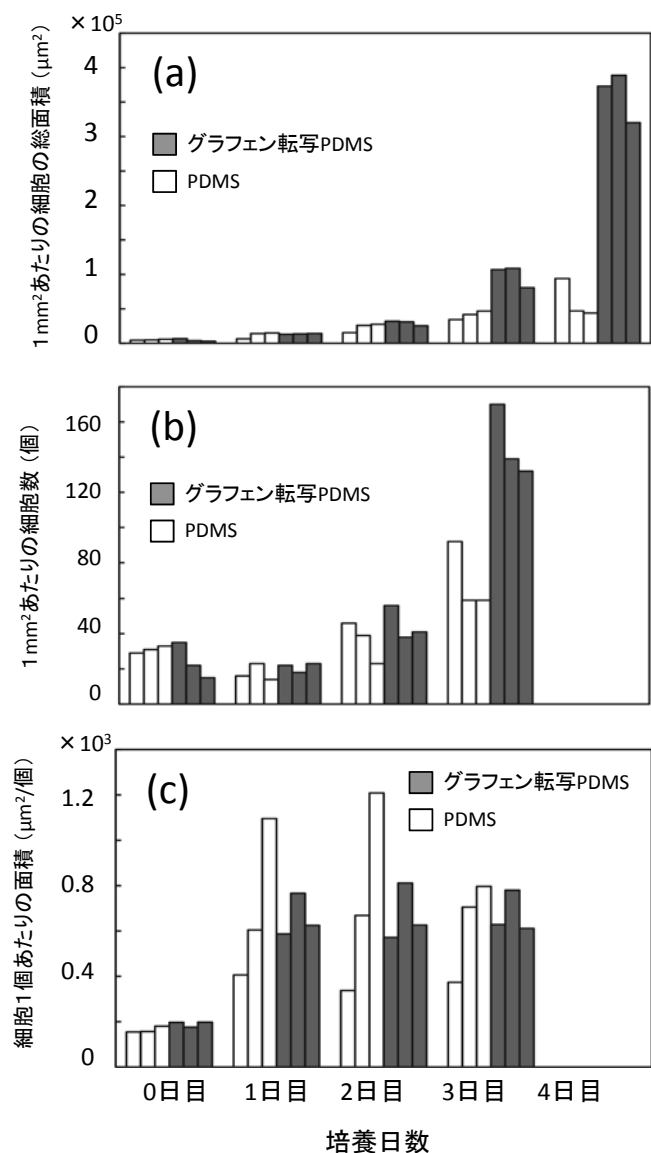 ×10⁵
1mm²あたりの細胞の総面積 (μm²)
(a)
グラフェン転写PDMS
PDMS
4
3
2
1
0
1mm²あたりの細胞数 (個)
(b)
グラフェン転写PDMS
PDMS
160
120
80
40
0
×10³
細胞1個あたりの面積 (μm²/個)
(c)
グラフェン転写PDMS
PDMS
1.2
0.8
0.4
0
0日目 1日目 2日目 3日目 4日目
培養日数